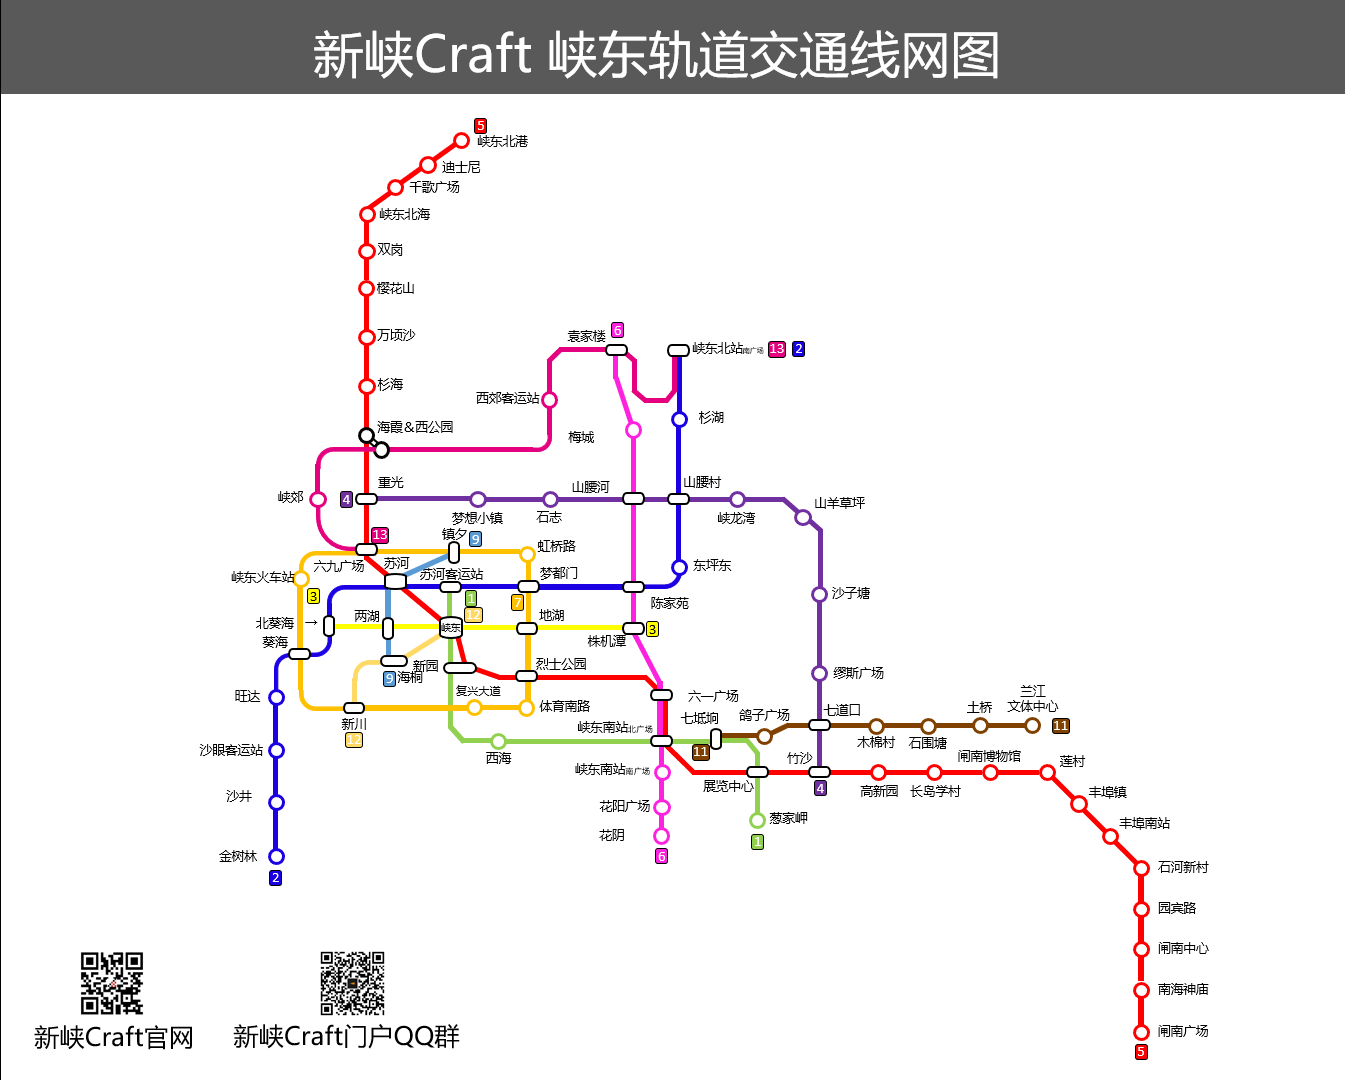 新峡Craft 峡东轨道交通线网图
5
峡东北港
迪士尼
千歌广场
峡东北海
双岗
樱花山
万顷沙
杉海
海霞＆西公园
袁家楼
6
峡东北站南广场
13
2
西郊客运站
杉湖
梅城
峡郊
4
重光
梦想小镇
石志
山腰河
山腰村
峡龙湾
山羊草坪
13
镇夕
9
虹桥路
六九广场
苏河
苏河客运站
梦都门
东坪东
峡东火车站
3
1
12
7
陈家苑
沙子塘
北葵海 →
两湖
峡东
地湖
株机潭
3
葵海
新园
烈士公园
缪斯广场
9
海桐
复兴大道
体育南路
六一广场
旺达
新川
12
峡东南站北广场
七坻垧
鸽子广场
七道口
土桥
兰江
文体中心
11
木棉村
石围塘
沙眼客运站
西海
11
竹沙
闸南博物馆
莲村
峡东南站南广场
展览中心
4
高新园
长岛学村
丰埠镇
沙井
花阳广场
葱家岬
丰埠南站
花阴
1
金树林
6
2
石河新村
园宾路
闸南中心
南海神庙
闸南广场
5
新峡Craft官网
新峡Craft门户QQ群